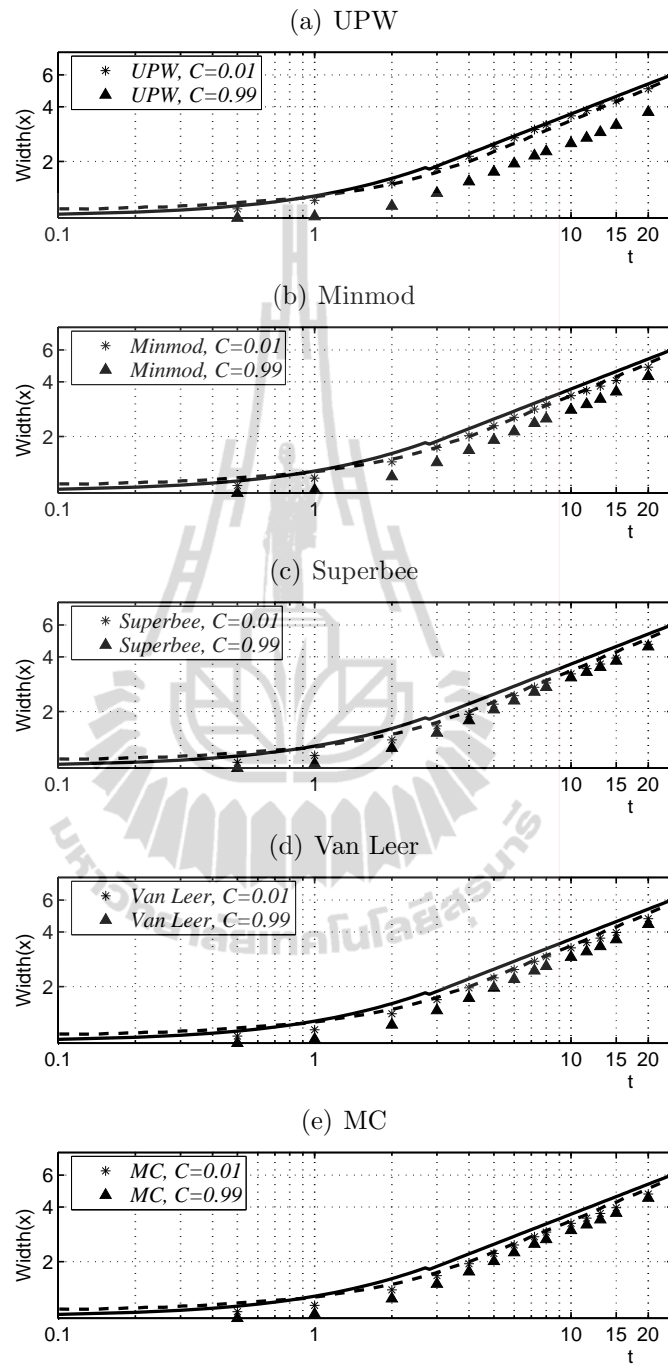 (a) UPW
6
4
2
Width(x)
UPW, C=0.01
UPW, C=0.99
0.1
1
10
15
20
t
(b) Minmod
6
4
2
Width(x)
Minmod, C=0.01
Minmod, C=0.99
0.1
1
10
15
20
t
(c) Superbee
6
4
2
Width(x)
Superbee, C=0.01
Superbee, C=0.99
0.1
1
10
15
20
t
(d) Van Leer
6
4
2
Width(x)
Van Leer, C=0.01
Van Leer, C=0.99
0.1
1
10
15
20
t
(e) MC
6
4
2
Width(x)
MC, C=0.01
MC, C=0.99
0.1
1
10
15
20
t